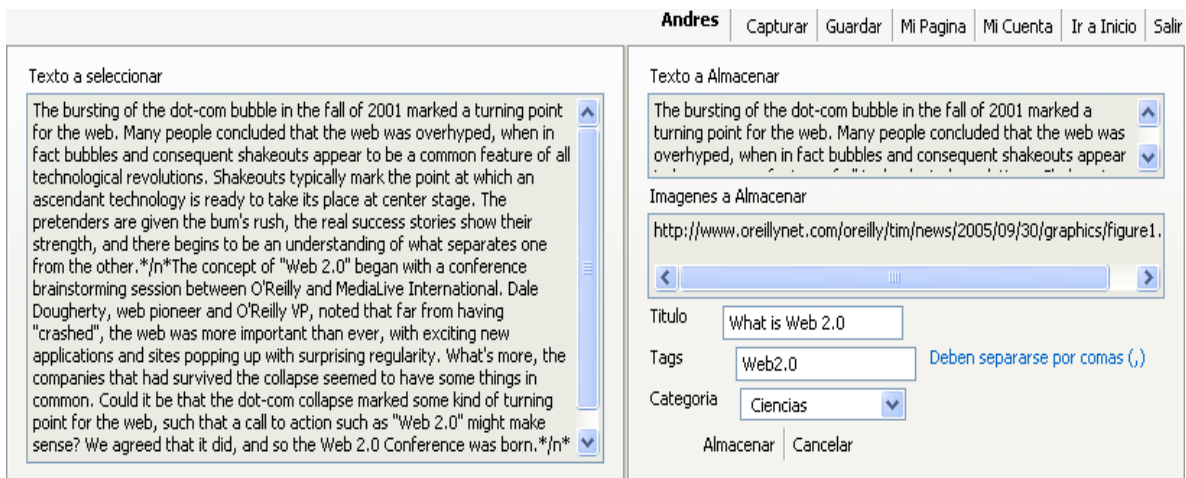 Andres Capturar Guardar Mi Pagina Mi Cuenta Ir a Inicio Salir
Texto a seleccionar
The bursting of the dot-com bubble in the fall of 2001 marked a turning point
for the web. Many people concluded that the web was overhyped, when in
fact bubbles and consequent shakeouts appear to be a common feature of all
technological revolutions. Shakeouts typically mark the point at which an
ascendant technology is ready to take its place at center stage. The
pretenders are given the bum's rush, the real success stories show their
strength, and there begins to be an understanding of what separates one
from the other.*/n*The concept of "Web 2.0" began with a conference
brainstorming session between O'Reilly and MediaLive International. Dale
Dougherty, web pioneer and O'Reilly VP, noted that far from having
"crashed", the web was more important than ever, with exciting new
applications and sites popping up with surprising regularity. What's more, the
companies that had survived the collapse seemed to have some things in
common. Could it be that the dot-com collapse marked some kind of turning
point for the web, such that a call to action such as "Web 2.0" might make
sense? We agreed that it did, and so the Web 2.0 Conference was born.*/n*
Texto a Almacenar
The bursting of the dot-com bubble in the fall of 2001 marked a
turning point for the web. Many people concluded that the web was
overhyped, when in fact bubbles and consequent shakeouts appear
Imagenes a Almacenar
http://www.oreillynet.com/oreilly/tim/news/2005/09/30/graphics/figure1.
Titulo What is Web 2.0
Tags Web2.0 Deben separarse por comas (,)
Categoria Ciencias
Almacenar Cancelar